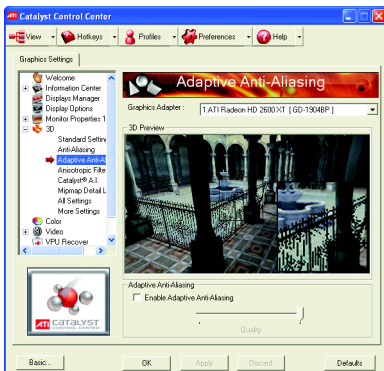 ATI Catalyst Control Center
View Hotkeys Profiles Preferences Help
Graphics Settings
Welcome
Information Center
Displays Manager
Display Options
Monitor Properties 1
3D
Standard Setting
Anti-Aliasing
Adaptive Anti-Al
Anisotropic Filte
Catalyst® A.I.
Mipmap Detail L
All Settings
More Settings
Color
Video
VPU Recover
Adaptive Anti-Aliasing
Graphics Adapter :
1.ATI Radeon HD 2600XT [ GD-1904BP ]
3D Preview
Adaptive Anti-Aliasing
Enable Adaptive Anti-Aliasing
Quality
ATI CATALYST
CONTROL CENTER
Basic...
OK
Apply
Discard
Defaults